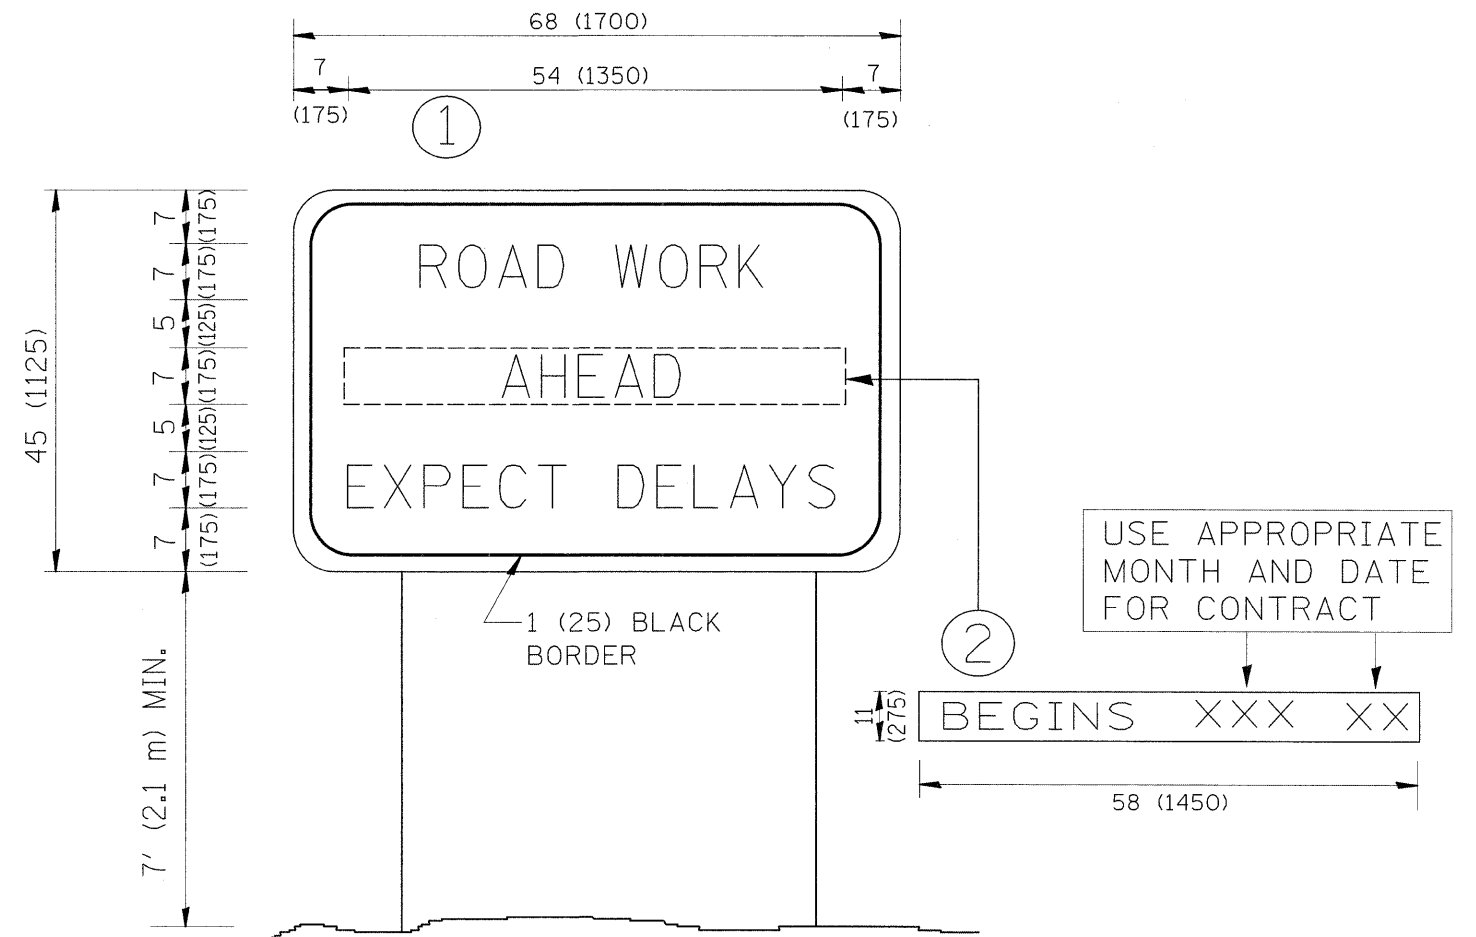 68 (1700)
7
54 (1350)
7
(175)
(175)
1
45 (1125)
7
(175)
7
(175)
5
(125)
7
(175)
5
(125)
7
(175)
7
(175)
ROAD WORK
AHEAD
EXPECT DELAYS
1 (25) BLACK
BORDER
7' (2.1 m) MIN.
2
USE APPROPRIATE
MONTH AND DATE
FOR CONTRACT
11
(275)
BEGINS XXX XX
58 (1450)